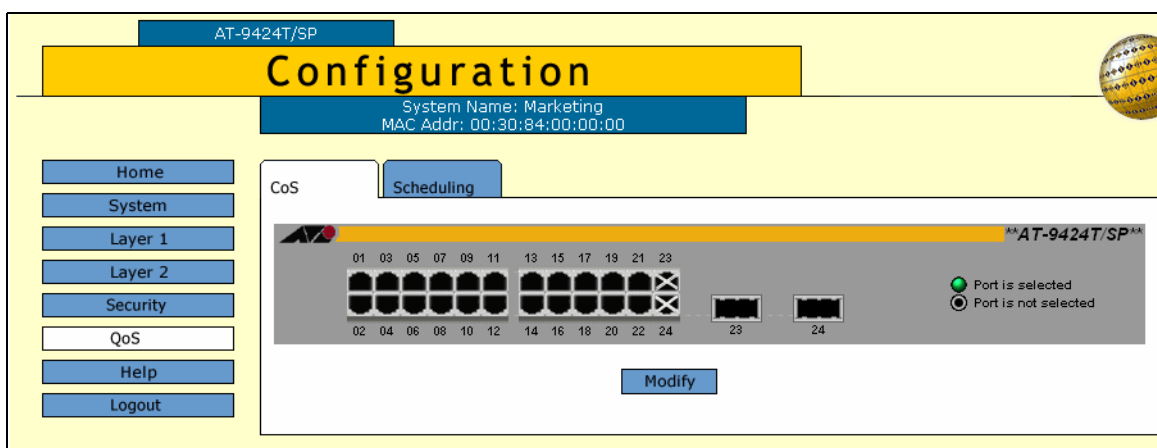 AT-9424T/SP
Configuration
System Name: Marketing
MAC Addr: 00:30:84:00:00:00
Home
System
Layer 1
Layer 2
Security
QoS
Help
Logout
CoS
Scheduling
**AT-9424T/SP**
01 03 05 07 09 11 13 15 17 19 21 23
02 04 06 08 10 12 14 16 18 20 22 24
23
24
Port is selected
Port is not selected
Modify